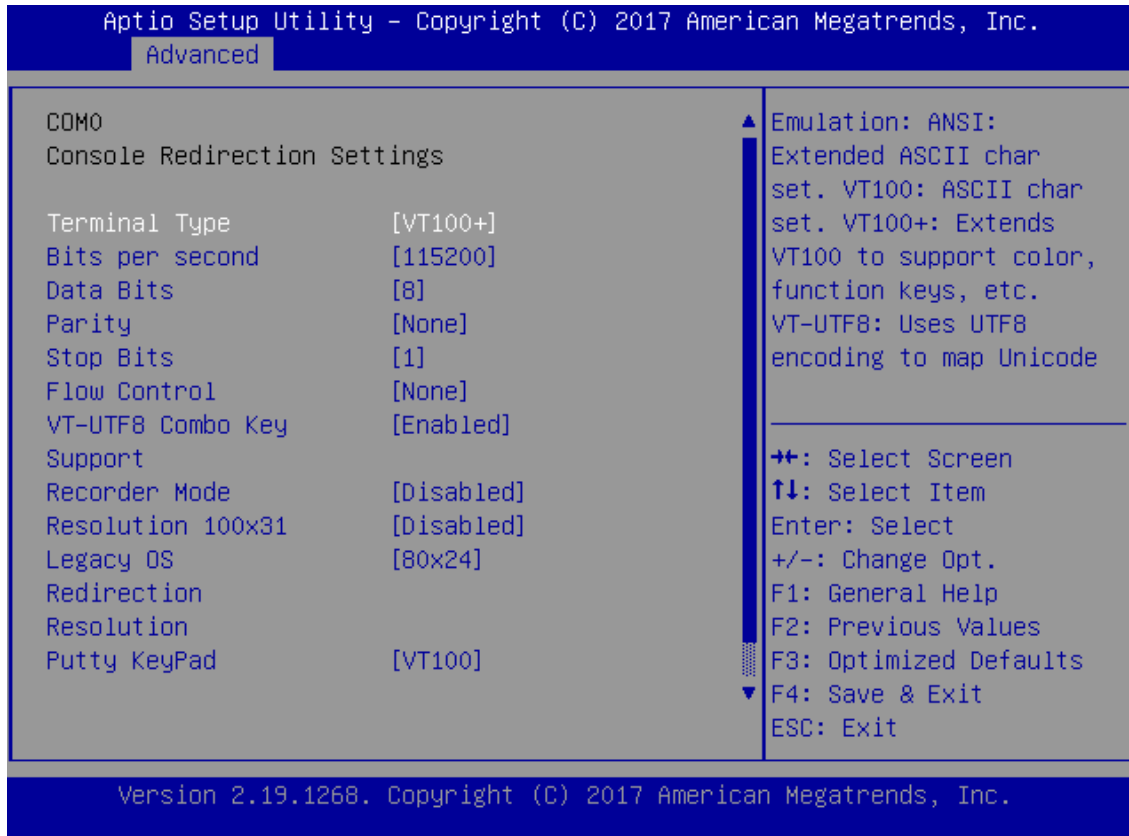 Aptio Setup Utility – Copyright (C) 2017 American Megatrends, Inc.
Advanced
COM0
Console Redirection Settings
Terminal Type [VT100+]
Bits per second [115200]
Data Bits [8]
Parity [None]
Stop Bits [1]
Flow Control [None]
VT-UTF8 Combo Key [Enabled]
Support
Recorder Mode [Disabled]
Resolution 100x31 [Disabled]
Legacy OS [80x24]
Redirection
Resolution
Putty KeyPad [VT100]
Emulation: ANSI:
Extended ASCII char
set. VT100: ASCII char
set. VT100+: Extends
VT100 to support color,
function keys, etc.
VT-UTF8: Uses UTF8
encoding to map Unicode
→←: Select Screen
↑↓: Select Item
Enter: Select
+/-: Change Opt.
F1: General Help
F2: Previous Values
F3: Optimized Defaults
F4: Save & Exit
ESC: Exit
Version 2.19.1268. Copyright (C) 2017 American Megatrends, Inc.